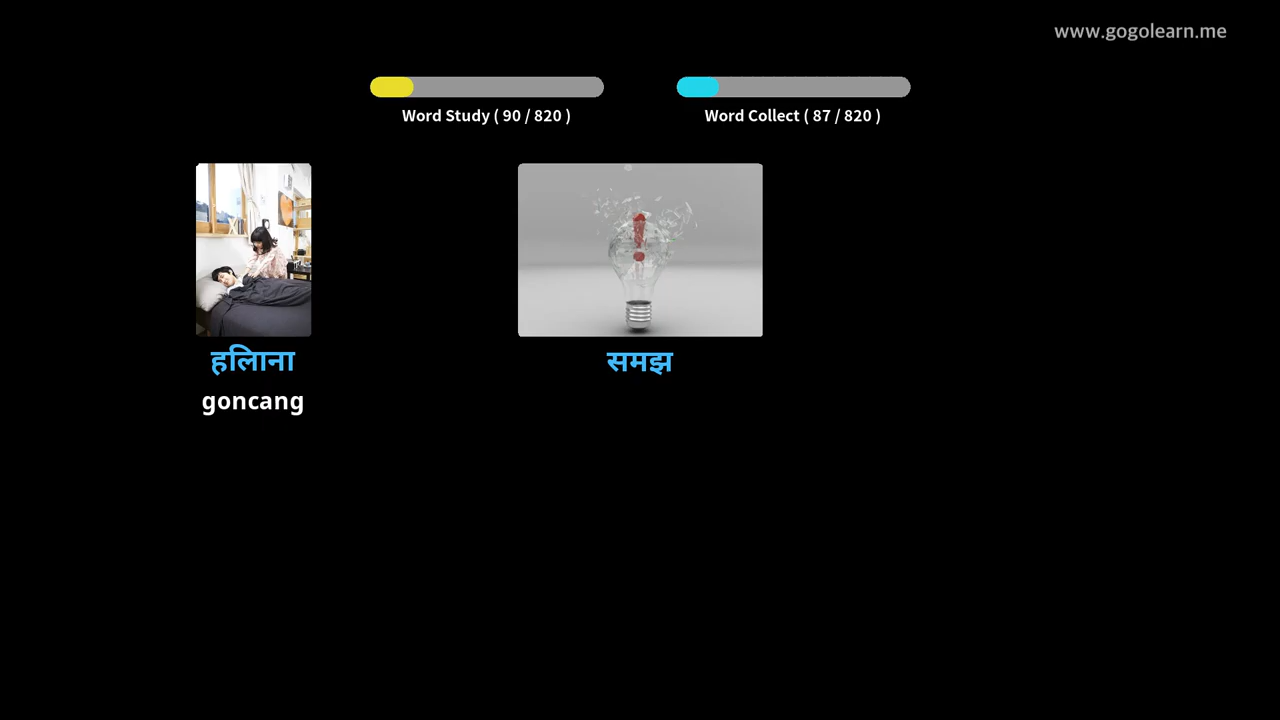 www.gogolearn.me
Word Study ( 90 / 820 )
Word Collect ( 87 / 820 )
हलिाना
समझ
goncang